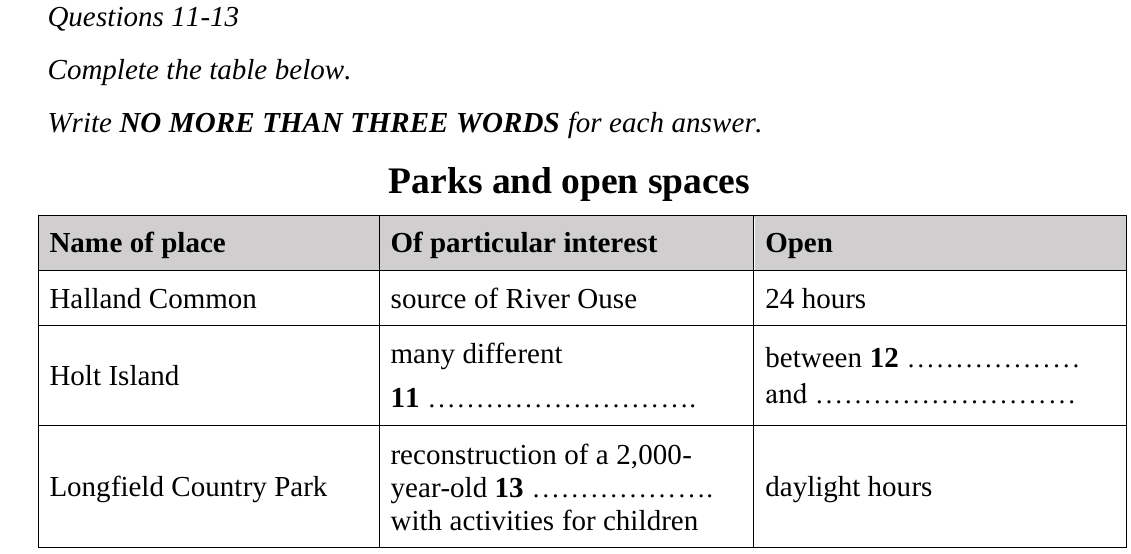 Questions 11-13
Complete the table below.
Write NO MORE THAN THREE WORDS for each answer.
Parks and open spaces
Name of place
Of particular interest
Open
Halland Common
source of River Ouse
24 hours
Holt Island
many different
11 ………………………….
between 12 ………………
and ………………………
Longfield Country Park
reconstruction of a 2,000-
year-old 13 ……………….
with activities for children
daylight hours